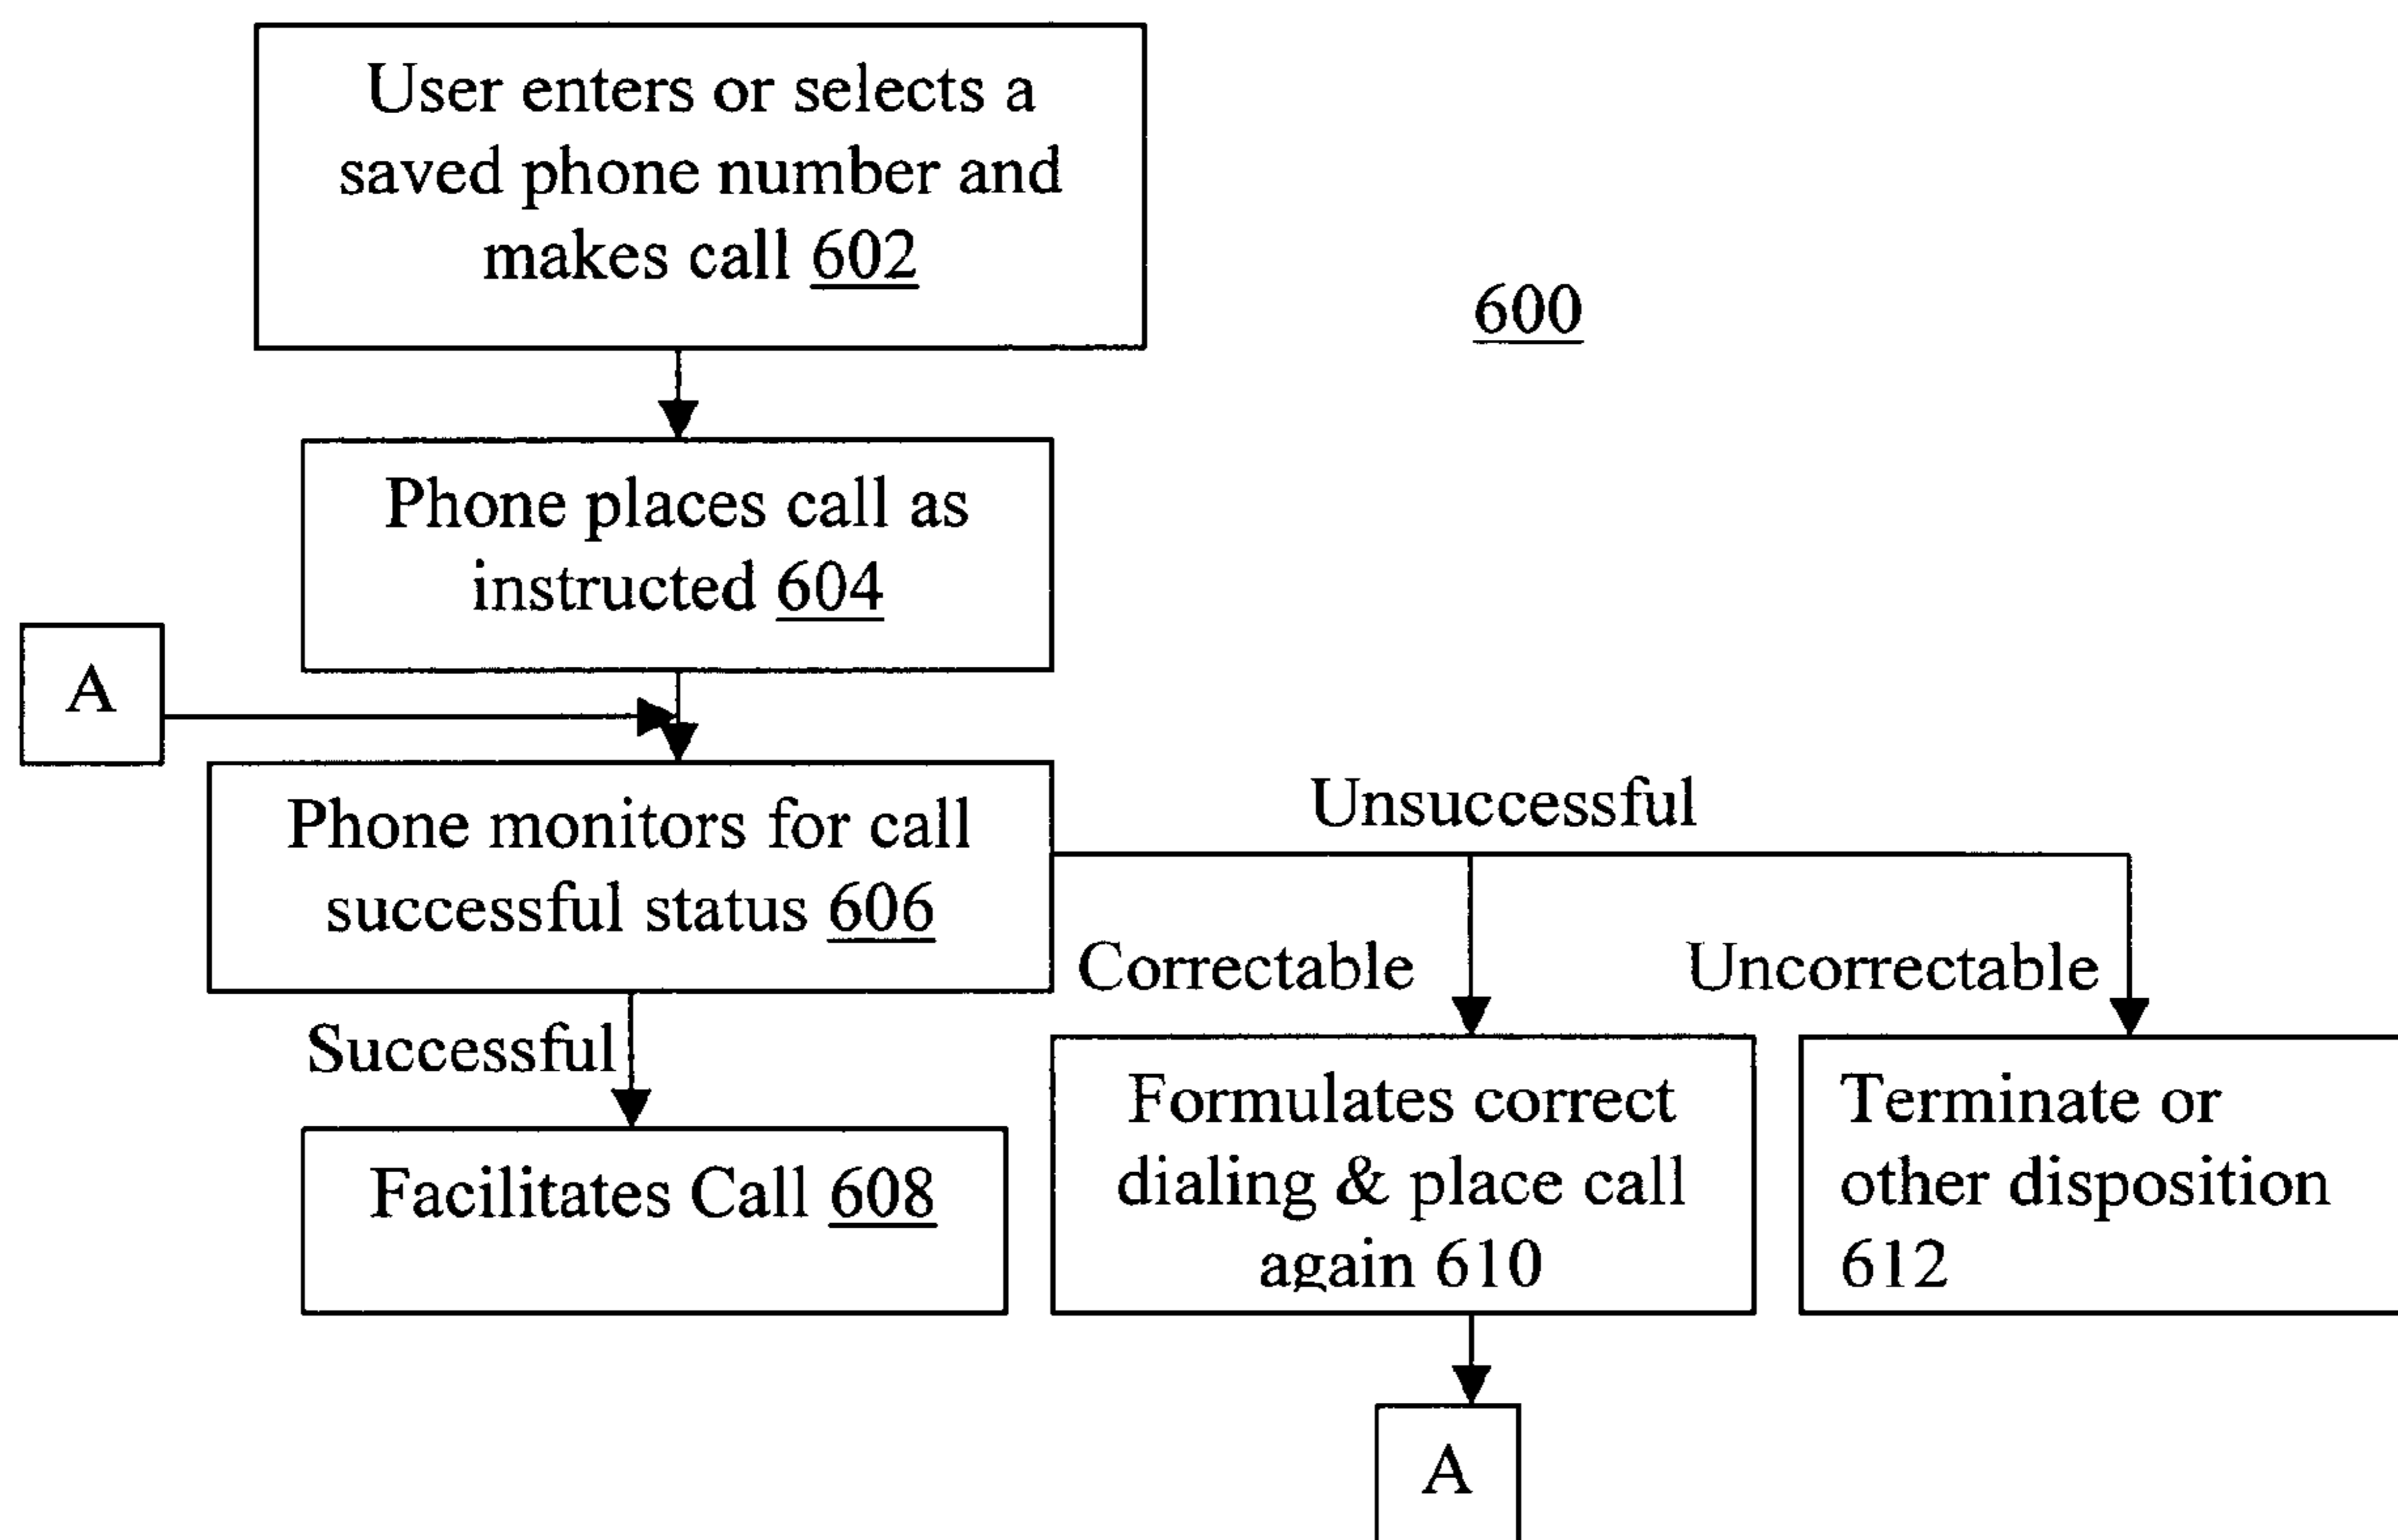 User enters or selects a
saved phone number and
makes call 602
600
Phone places call as
instructed 604
A
Phone monitors for call
successful status 606
Unsuccessful
Correctable
Uncorrectable
Successful
Facilitates Call 608
Formulates correct
dialing & place call
again 610
Terminate or
other disposition
612
A